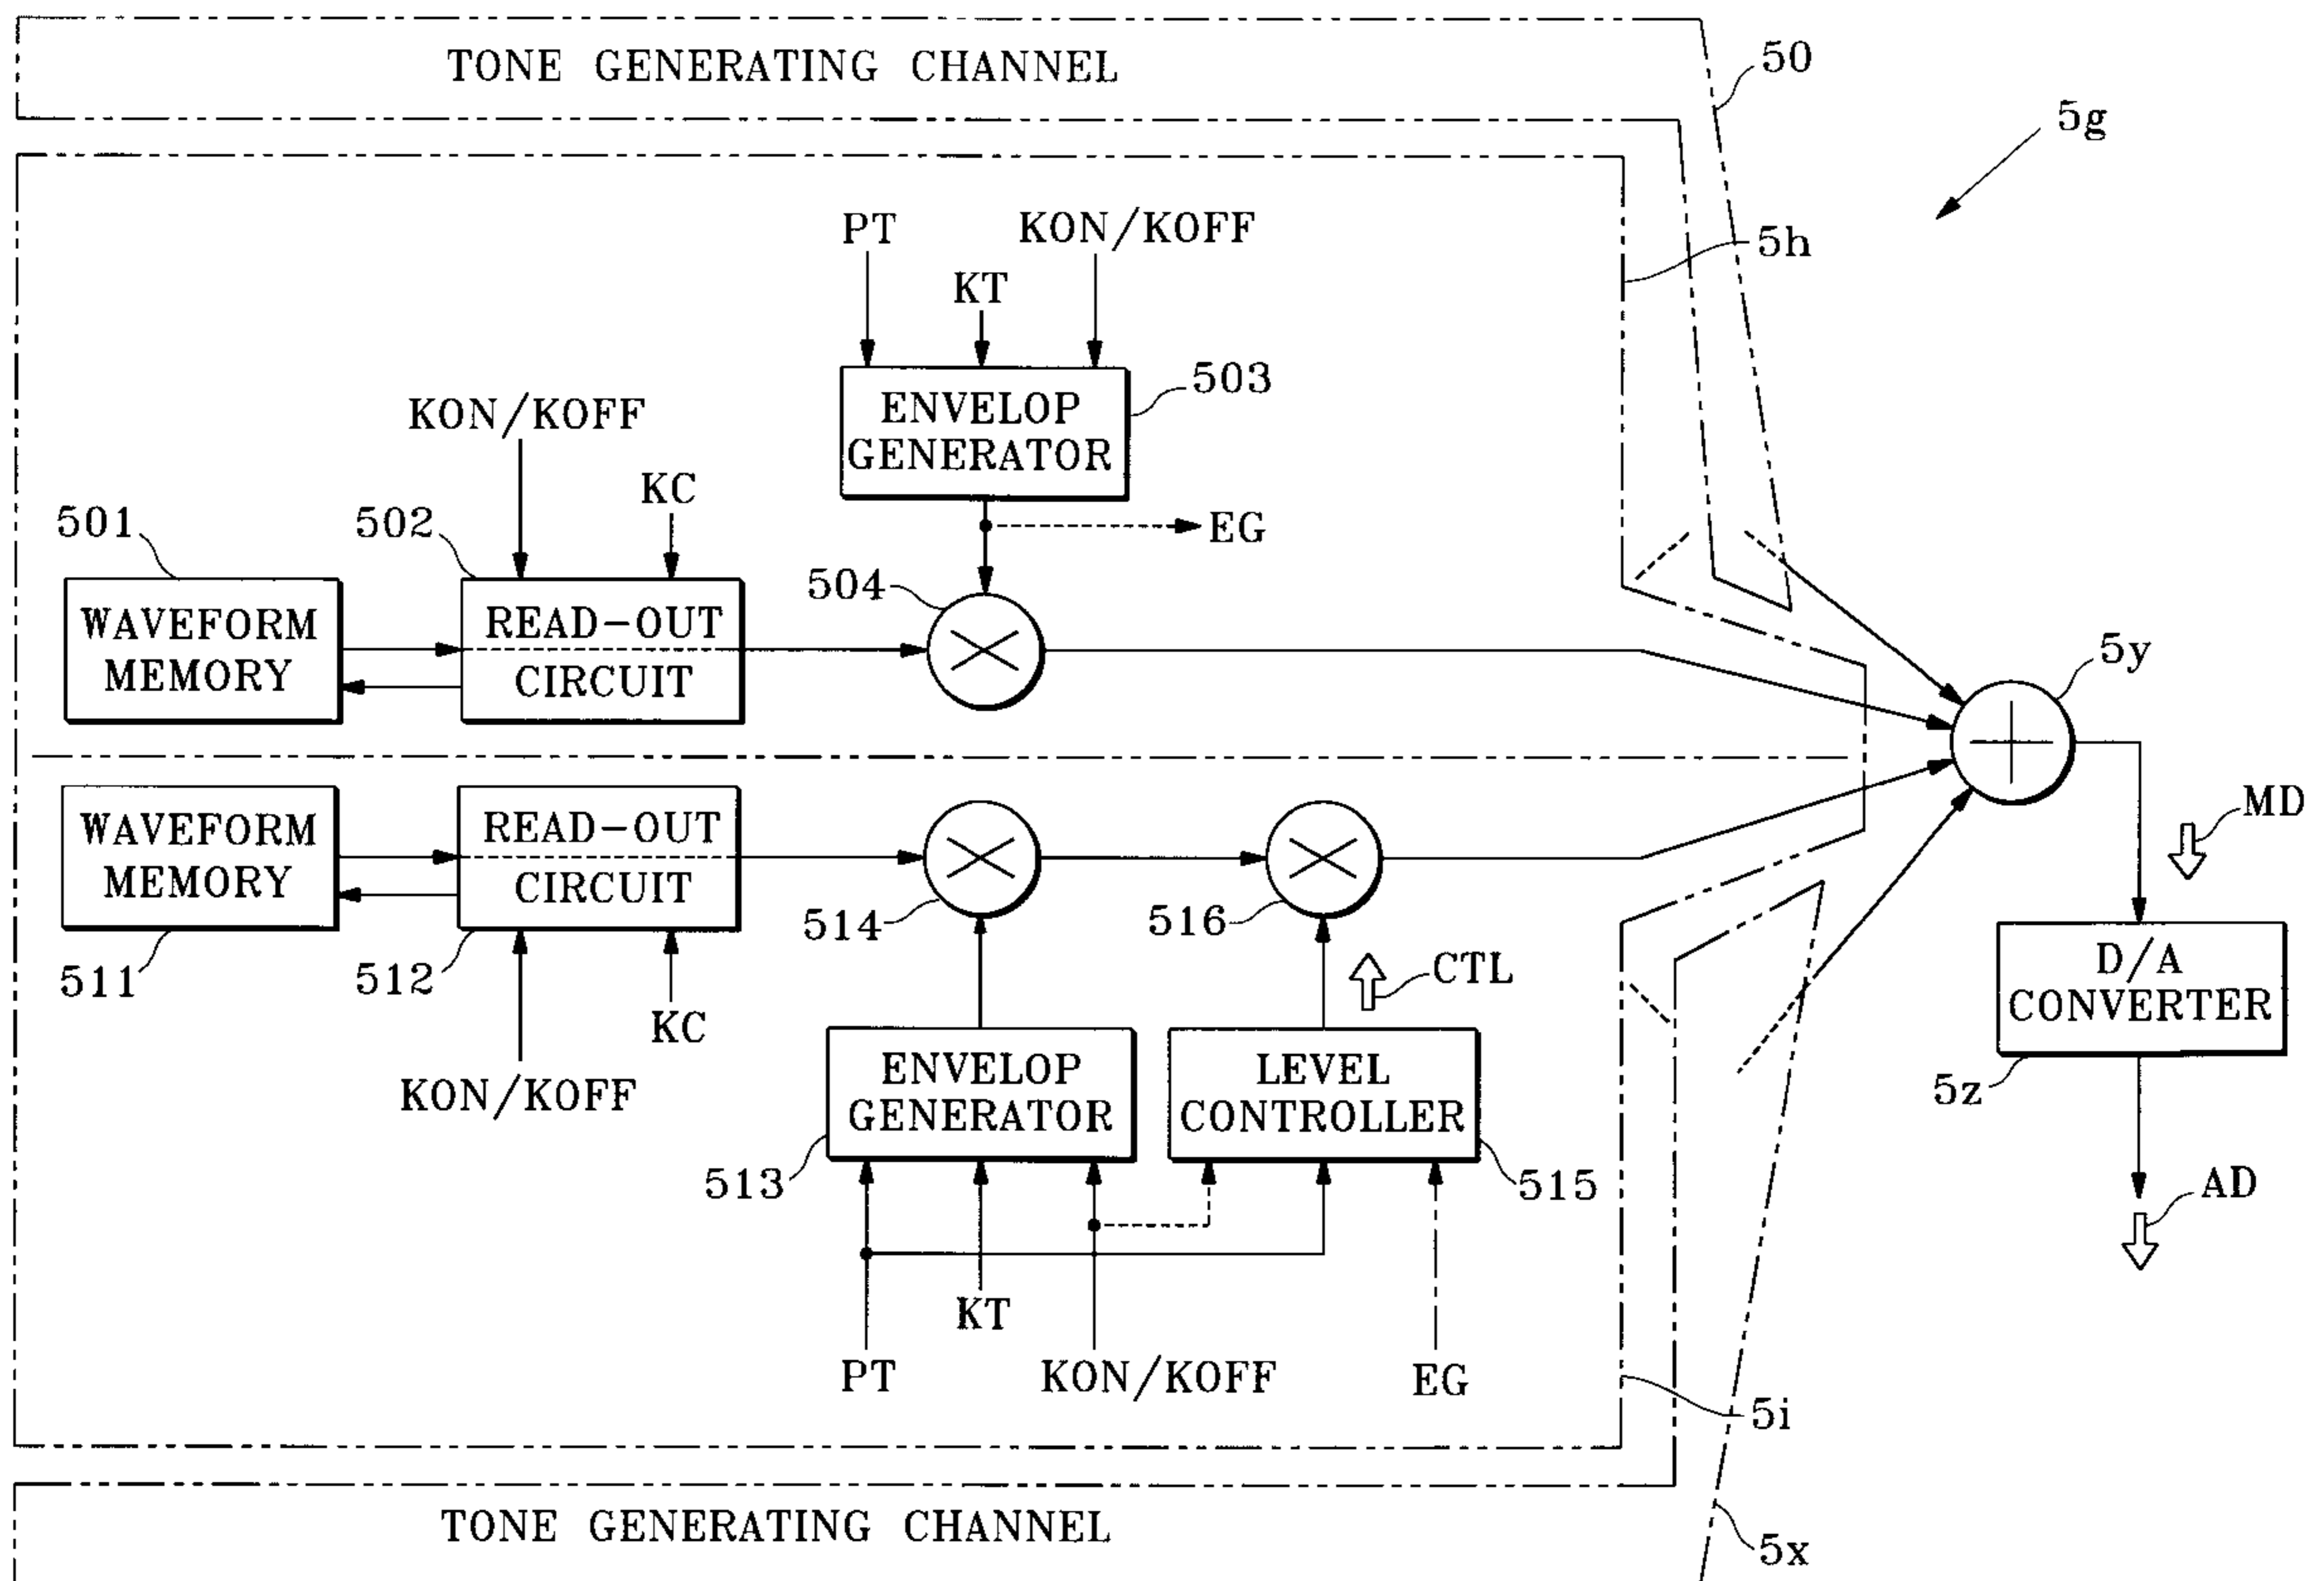 TONE GENERATING CHANNEL
50
5g
5h
PT
KON/KOFF
KT
503
ENVELOP
GENERATOR
KON/KOFF
KC
EG
501
502
504
WAVEFORM
MEMORY
READ-OUT
CIRCUIT
5y
WAVEFORM
MEMORY
READ-OUT
CIRCUIT
MD
511
512
514
516
CTL
D/A
CONVERTER
KC
KON/KOFF
ENVELOP
GENERATOR
LEVEL
CONTROLLER
5z
513
515
AD
KT
PT
KON/KOFF
EG
5i
TONE GENERATING CHANNEL
5x